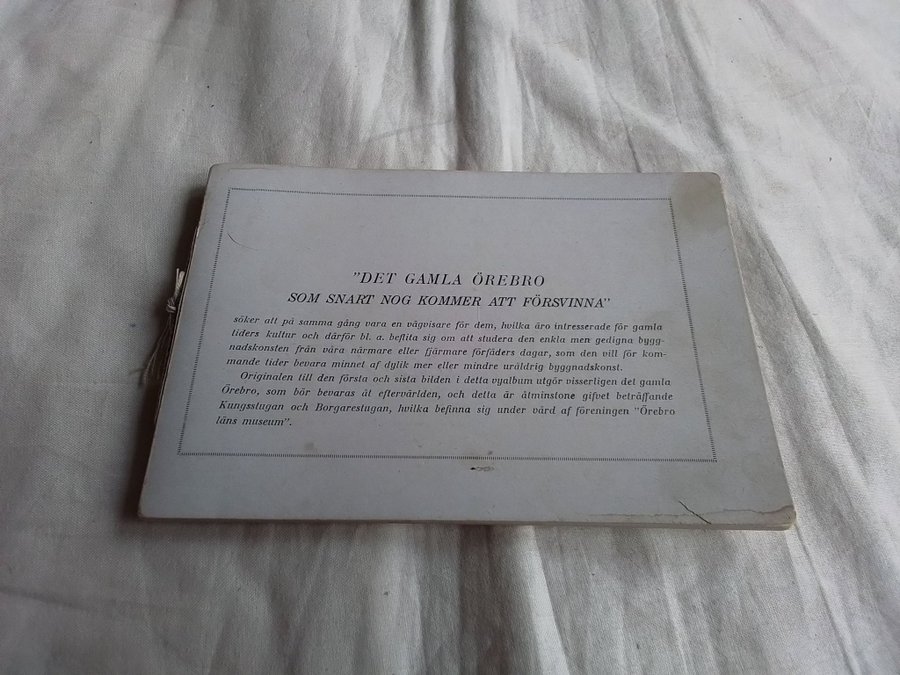 "DET GAMLA ÖREBRO
SOM SNART NOG KOMMER ATT FÖRSVINNA"
söker att på samma gång vara en vägvisare för dem, hvilka äro intresserade för gamla
tiders kultur och därför bl. a. beflita sig om att studera den enkla men gedigna bygg-
nadskonsten från våra närmare eller fjärmare förfäders dagar, som den vill för kom-
mande tider bevara minnet af dylik mer eller mindre uråldrig byggnadskonst.
Originalen till den första och sista bilden i detta vyalbum utgör visserligen det gamla
Örebro, som bör bevaras åt eftervärlden, och detta är åtminstone gifvet beträffande
Kungsstugan och Borgarestugan, hvilka befinna sig under vård af föreningen "Örebro
läns museum".